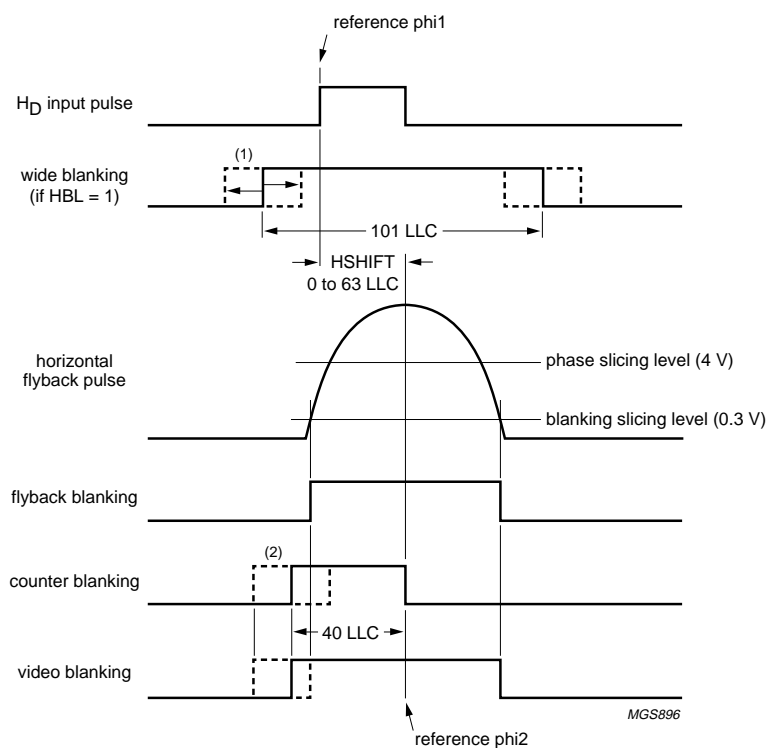 reference phi1
HD input pulse
(1)
wide blanking
(if HBL = 1)
101 LLC
HSHIFT
0 to 63 LLC
horizontal
flyback pulse
phase slicing level (4 V)
blanking slicing level (0.3 V)
flyback blanking
(2)
counter blanking
40 LLC
video blanking
MGS896
reference phi2